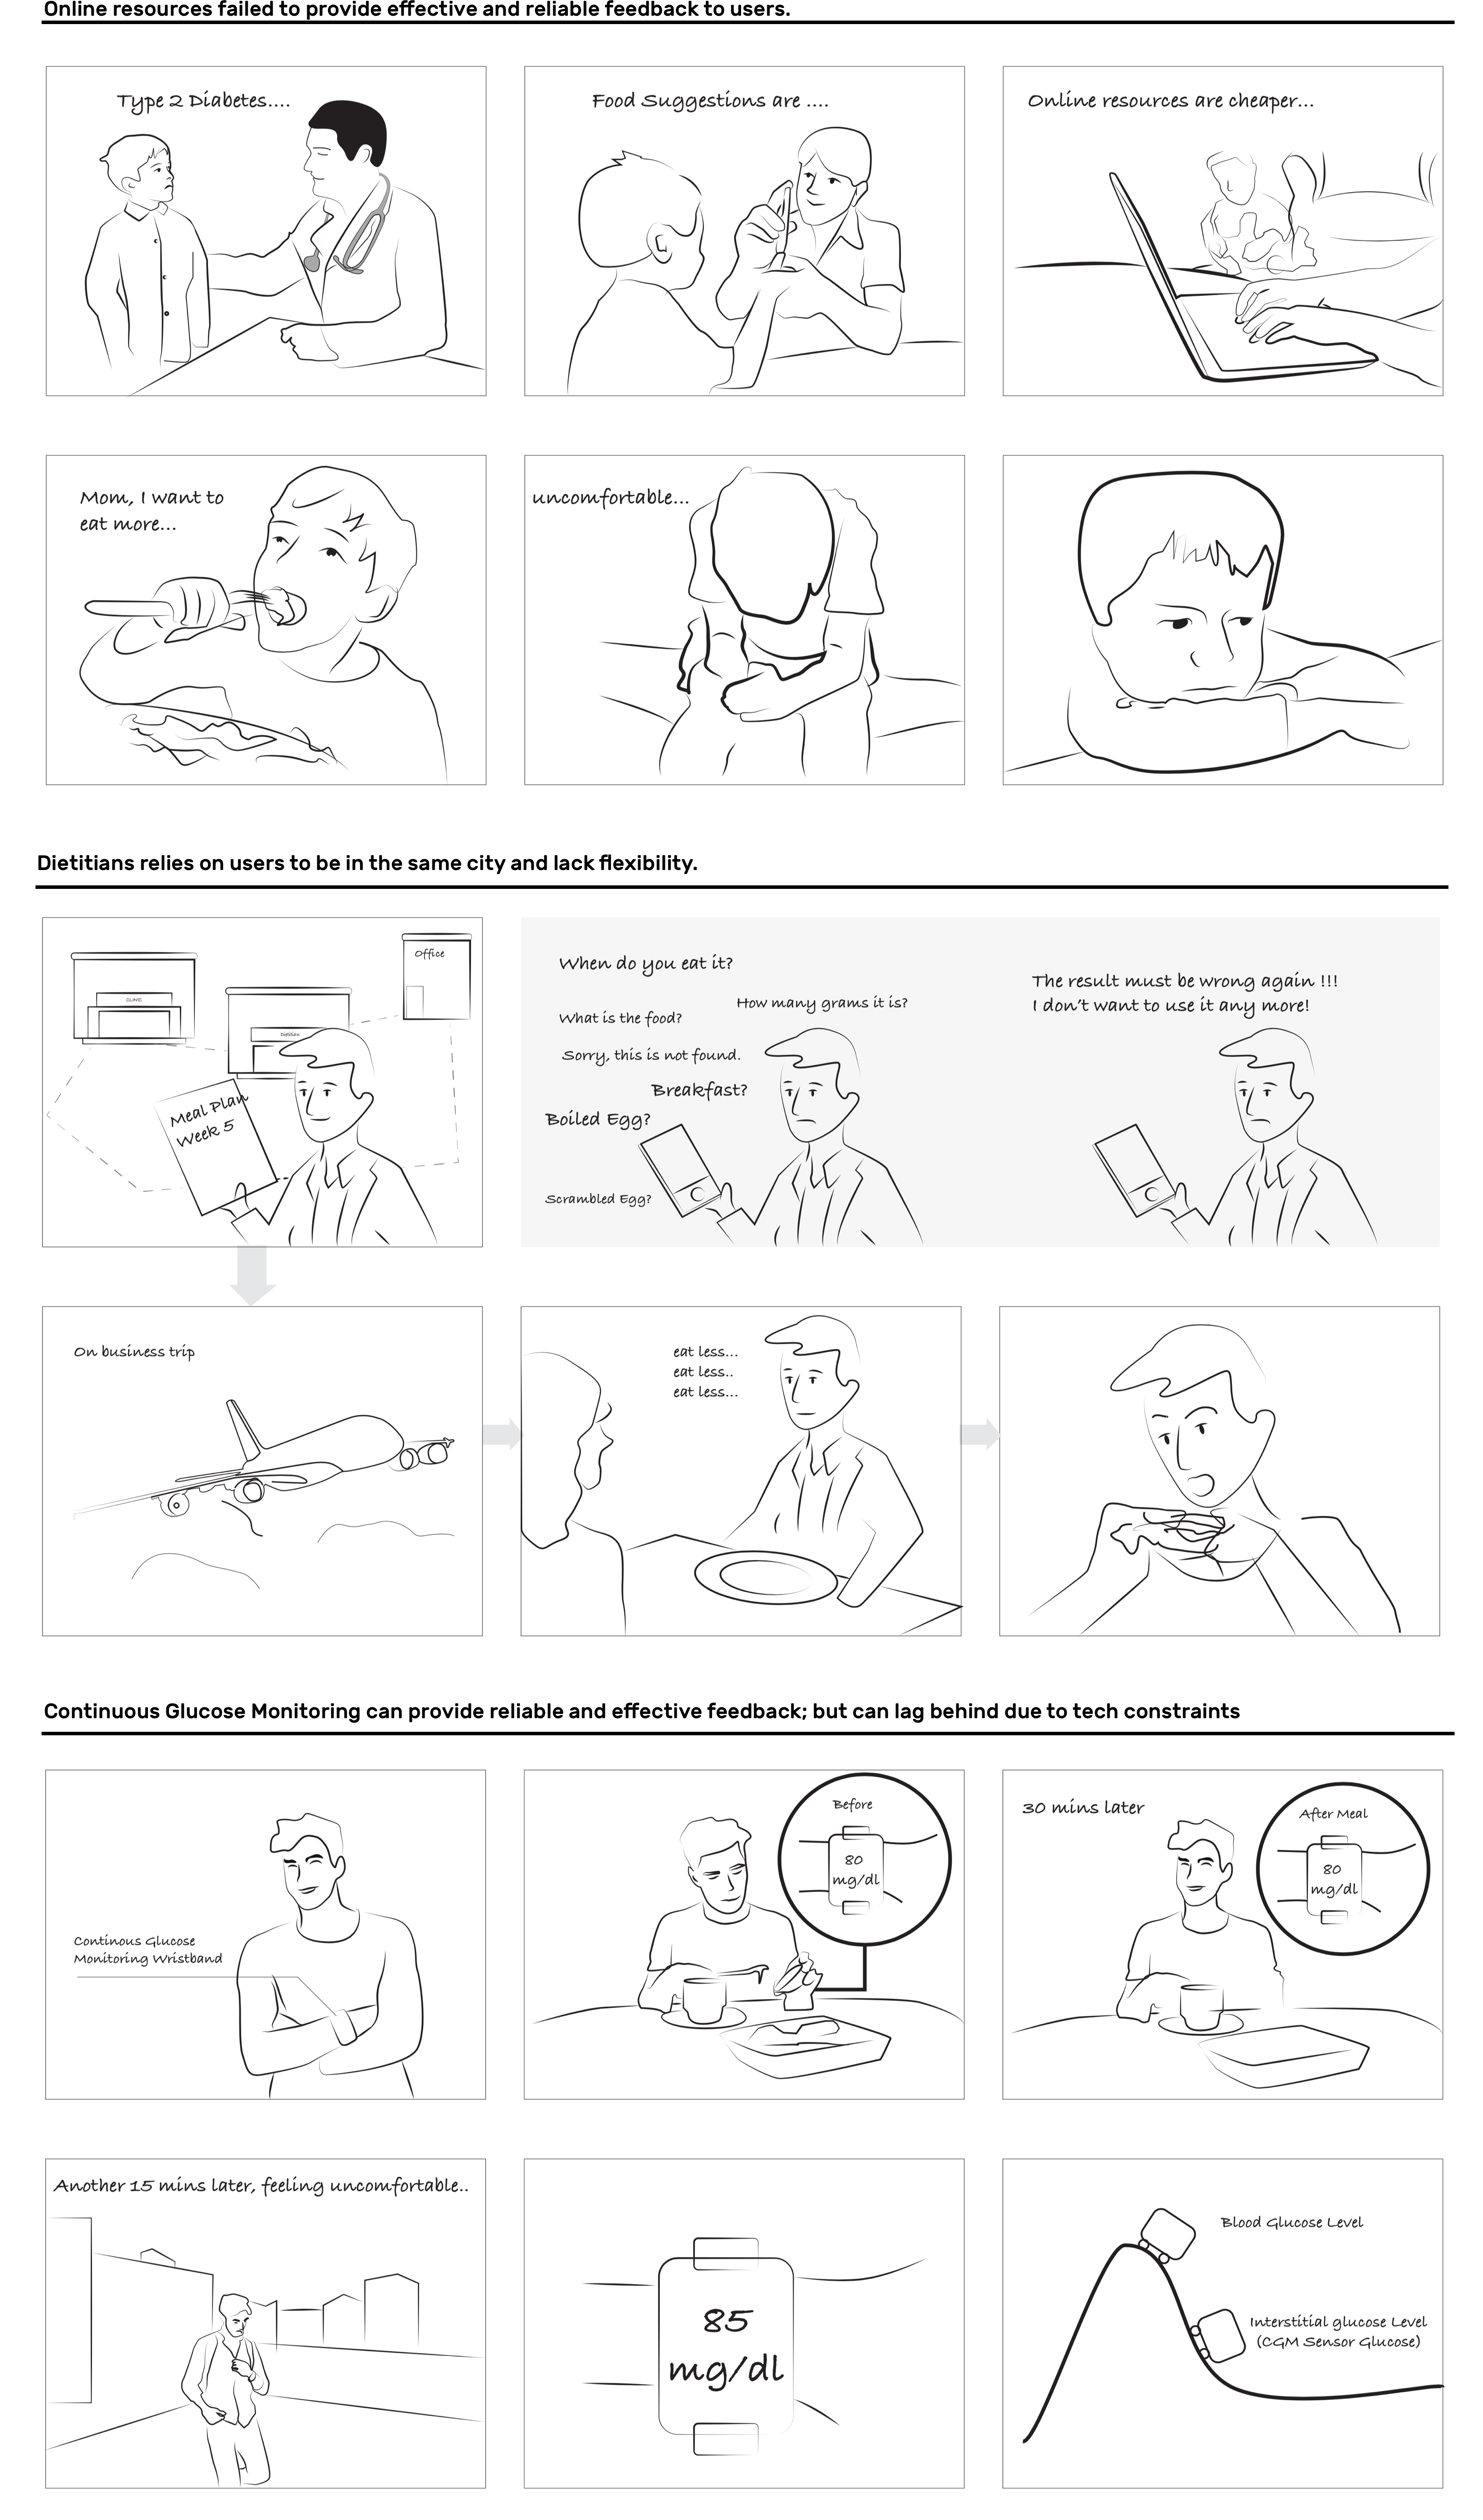 Online resources failed to provide effective and reliable feedback to users.
Type 2 Diabetes....
Food Suggestions are ....
Online resources are cheaper...
Mom, I want to
eat more...
uncomfortable...
Dietitians relies on users to be in the same city and lack flexibility.
Office
Meal Plan
Week 5
When do you eat it?
How many grams it is?
What is the food?
Sorry, this is not found.
Breakfast?
Boiled Egg?
Scrambled Egg?
The result must be wrong again !!!
I don't want to use it any more!
On business trip
eat less...
eat less..
eat less...
Continuous Glucose Monitoring can provide reliable and effective feedback; but can lag behind due to tech constraints
Continous Glucose
Monitoring Wristband
Before
80
mg/dl
30 mins later
After Meal
80
mg/dl
Another 15 mins later, feeling uncomfortable..
85
mg/dl
Blood Glucose Level
Interstitial glucose Level
(CGM Sensor Glucose)